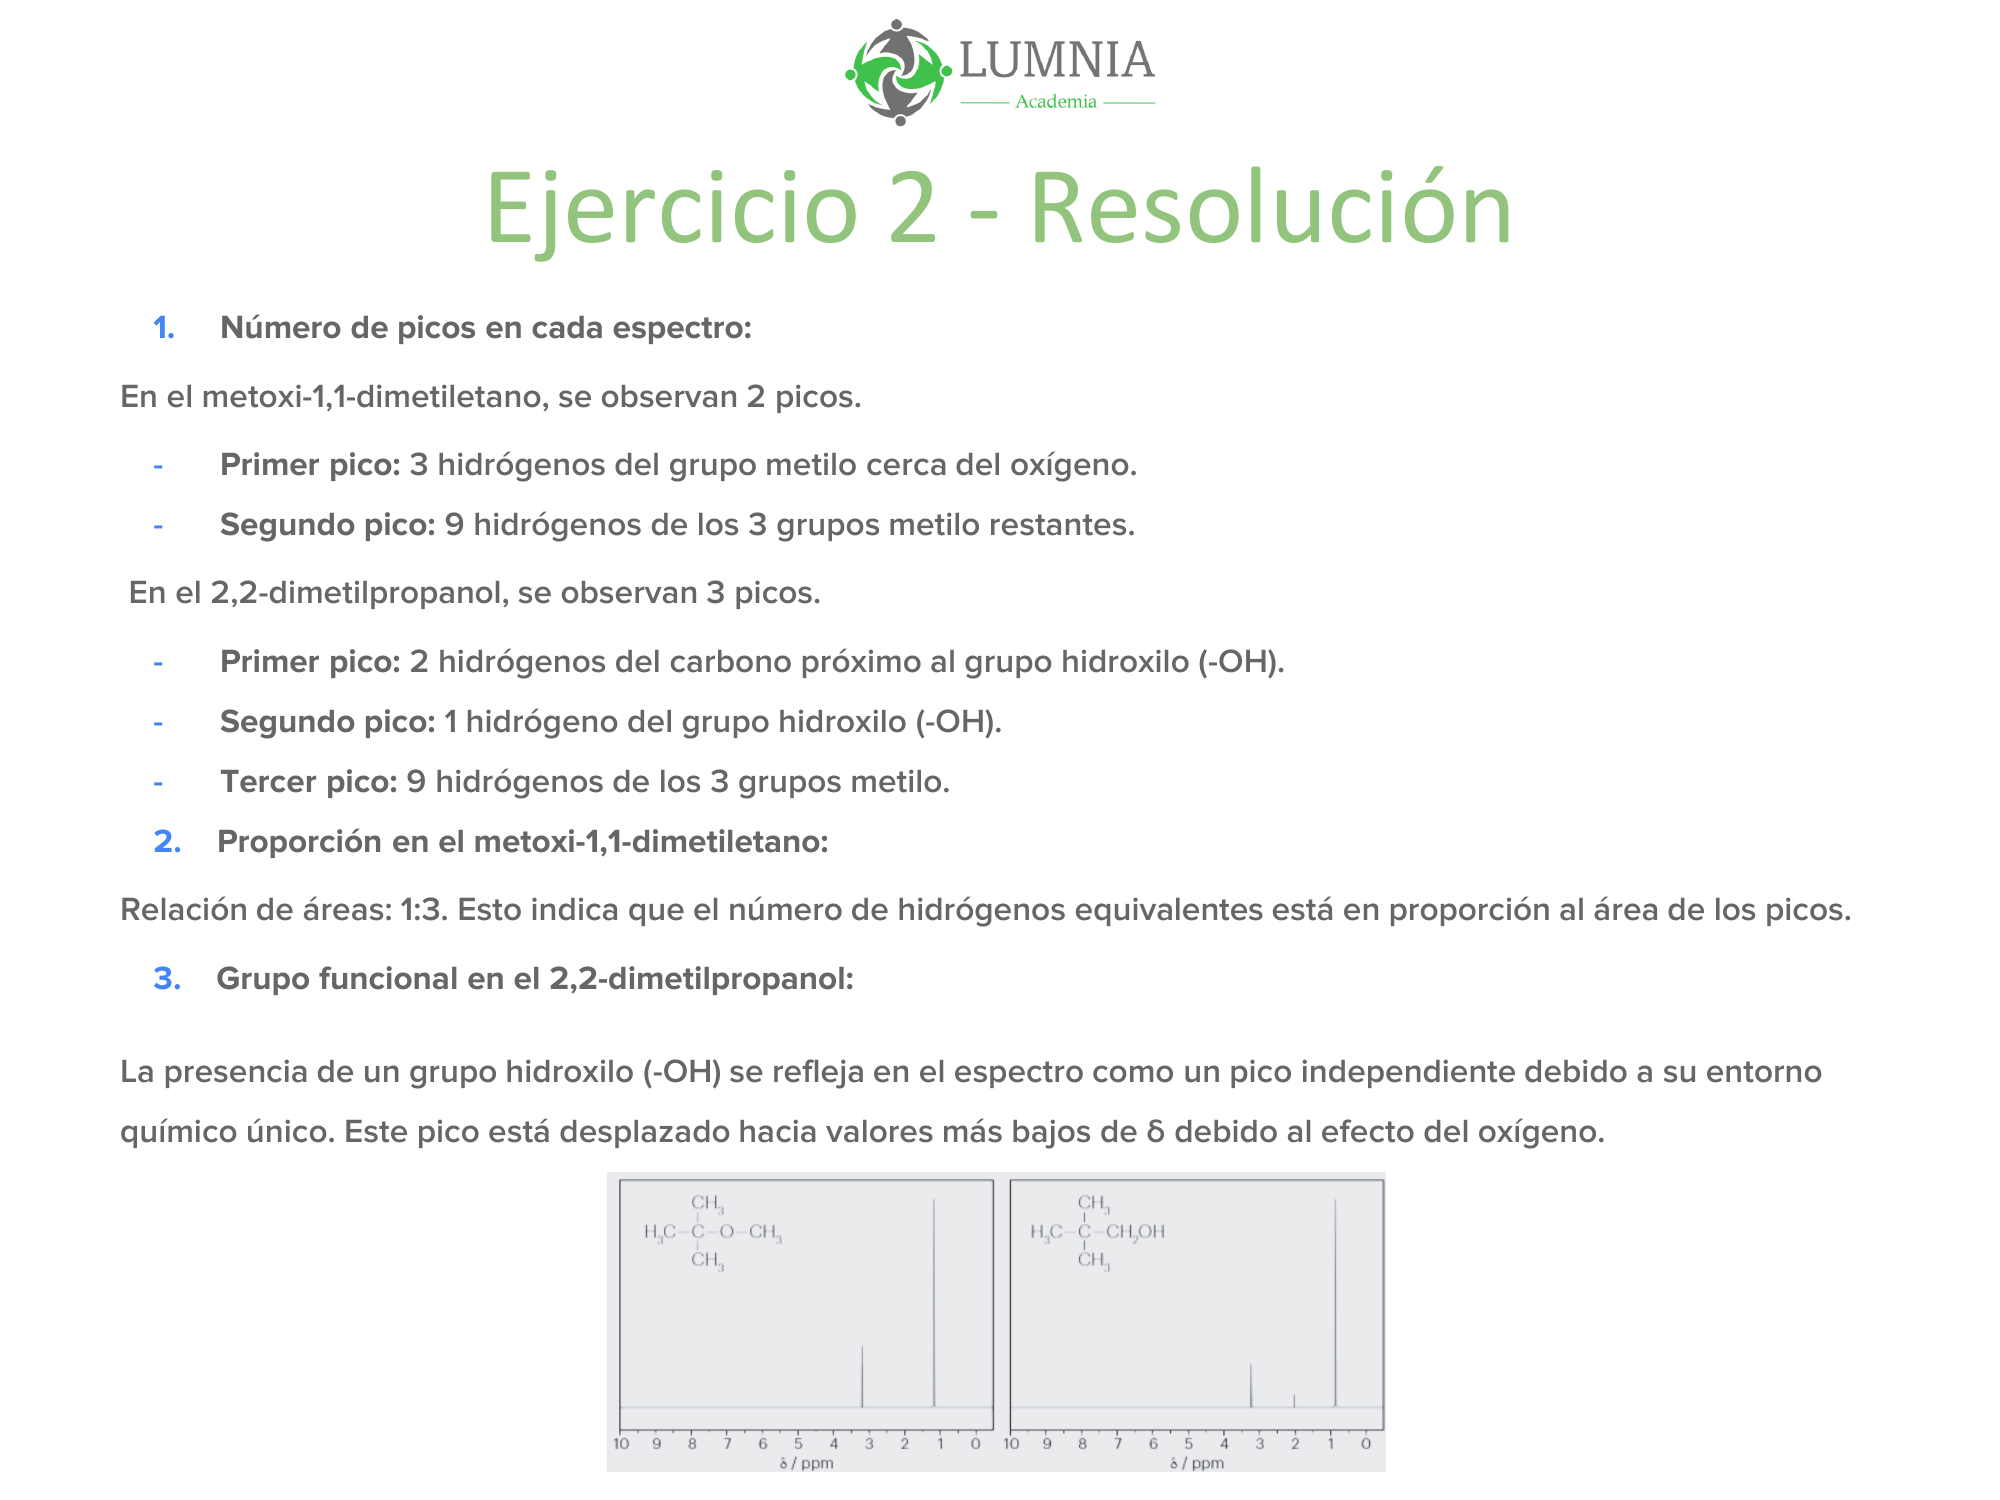 LUMNIA
Academia
Ejercicio 2 - Resolución
1. Número de picos en cada espectro:
En el metoxi-1,1-dimetiletano, se observan 2 picos.
- Primer pico: 3 hidrógenos del grupo metilo cerca del oxígeno.
- Segundo pico: 9 hidrógenos de los 3 grupos metilo restantes.
En el 2,2-dimetilpropanol, se observan 3 picos.
- Primer pico: 2 hidrógenos del carbono próximo al grupo hidroxilo (-OH).
- Segundo pico: 1 hidrógeno del grupo hidroxilo (-OH).
- Tercer pico: 9 hidrógenos de los 3 grupos metilo.
2. Proporción en el metoxi-1,1-dimetiletano:
Relación de áreas: 1:3. Esto indica que el número de hidrógenos equivalentes está en proporción al área de los picos.
3. Grupo funcional en el 2,2-dimetilpropanol:
La presencia de un grupo hidroxilo (-OH) se refleja en el espectro como un pico independiente debido a su entorno
químico único. Este pico está desplazado hacia valores más bajos de δ debido al efecto del oxígeno.
CH₃
H₃C–C–O–CH₃
CH₃
10 9 8 7 6 5 4 3 2 1 0
δ / ppm
CH₃
H₃C–C–CH₂OH
CH₃
10 9 8 7 6 5 4 3 2 1 0
δ / ppm